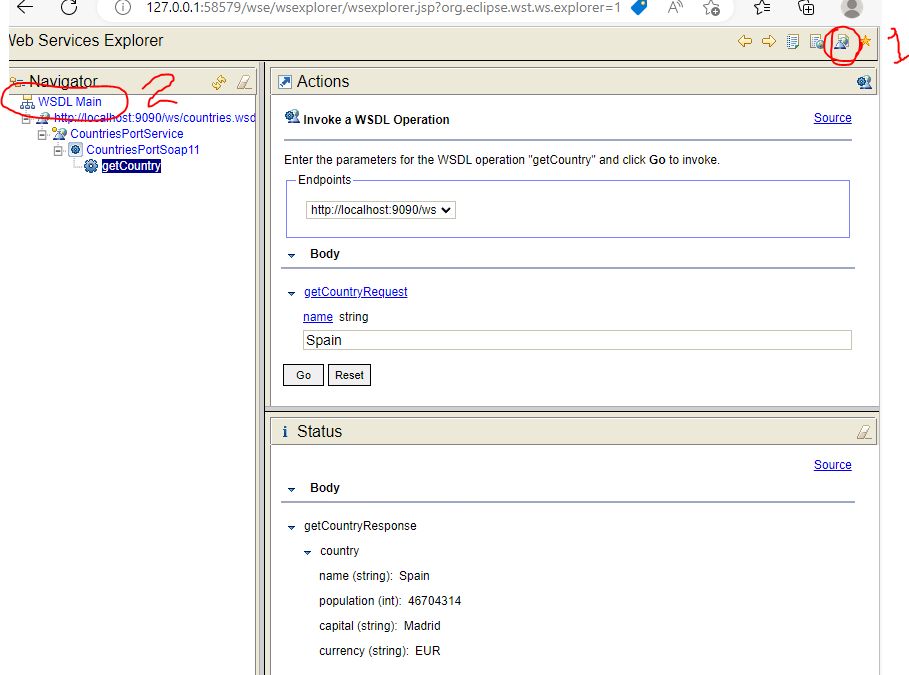 127.0.0.1:58579/wse/wsexplorer/wsexplorer.jsp?org.eclipse.wst.ws.explorer=1
Web Services Explorer
1
Navigator
2
WSDL Main
http://localhost:9090/ws/countries.wsd
CountriesPortService
CountriesPortSoap11
getCountry
Actions
Invoke a WSDL Operation
Source
Enter the parameters for the WSDL operation "getCountry" and click Go to invoke.
Endpoints
http://localhost:9090/ws
Body
getCountryRequest
name string
Spain
Go Reset
i Status
Source
Body
getCountryResponse
country
name (string): Spain
population (int): 46704314
capital (string): Madrid
currency (string): EUR